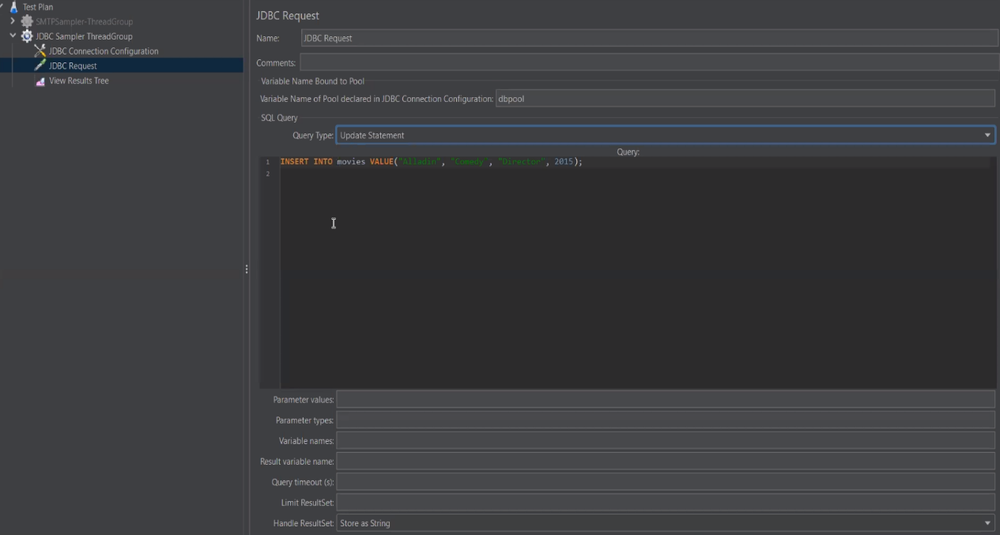 Test Plan
SMTPSampler-ThreadGroup
JDBC Sampler ThreadGroup
JDBC Connection Configuration
JDBC Request
View Results Tree
JDBC Request
Name: JDBC Request
Comments:
Variable Name Bound to Pool
Variable Name of Pool declared in JDBC Connection Configuration: dbpool
SQL Query
Query Type: Update Statement
Query:
1 INSERT INTO movies VALUE("Alladin", "Comedy", "Director", 2015);
2
Parameter values:
Parameter types:
Variable names:
Result variable name:
Query timeout (s):
Limit ResultSet:
Handle ResultSet: Store as String